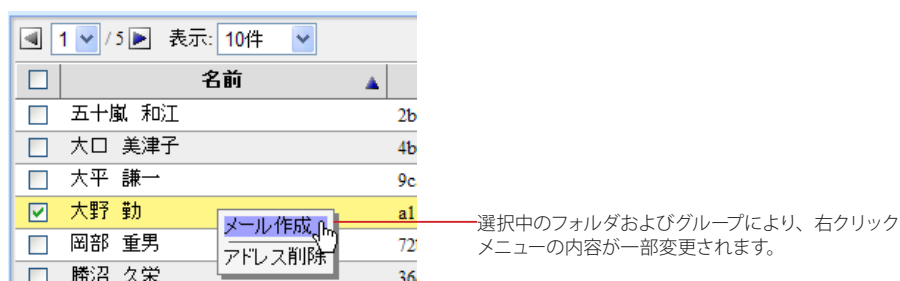 1 / 5 表示: 10件
名前
五十嵐 和江 2b
大口 美津子 4b
大平 謙一 9c
大野 勤 a1
メール作成
岡部 重男 72
アドレス削除
勝沼 久栄 36
選択中のフォルダおよびグループにより、右クリック
メニューの内容が一部変更されます。